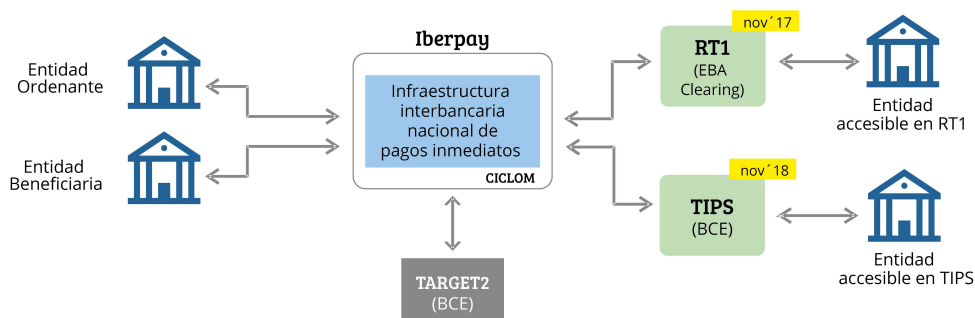 Entidad
Ordenante
Entidad
Beneficiaria
Iberpay
Infraestructura
interbancaria
nacional de
pagos inmediatos
CICLOM
TARGET2
(BCE)
nov´17
RT1
(EBA
Clearing)
Entidad
accesible en RT1
nov´18
TIPS
(BCE)
Entidad
accesible en TIPS